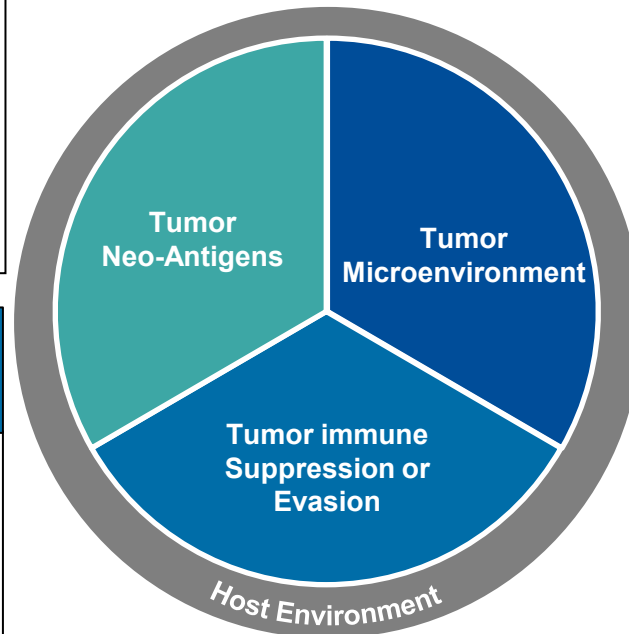 Tumor
Neo-Antigens
Tumor
Microenvironment
Tumor immune
Suppression or
Evasion
Host Environment